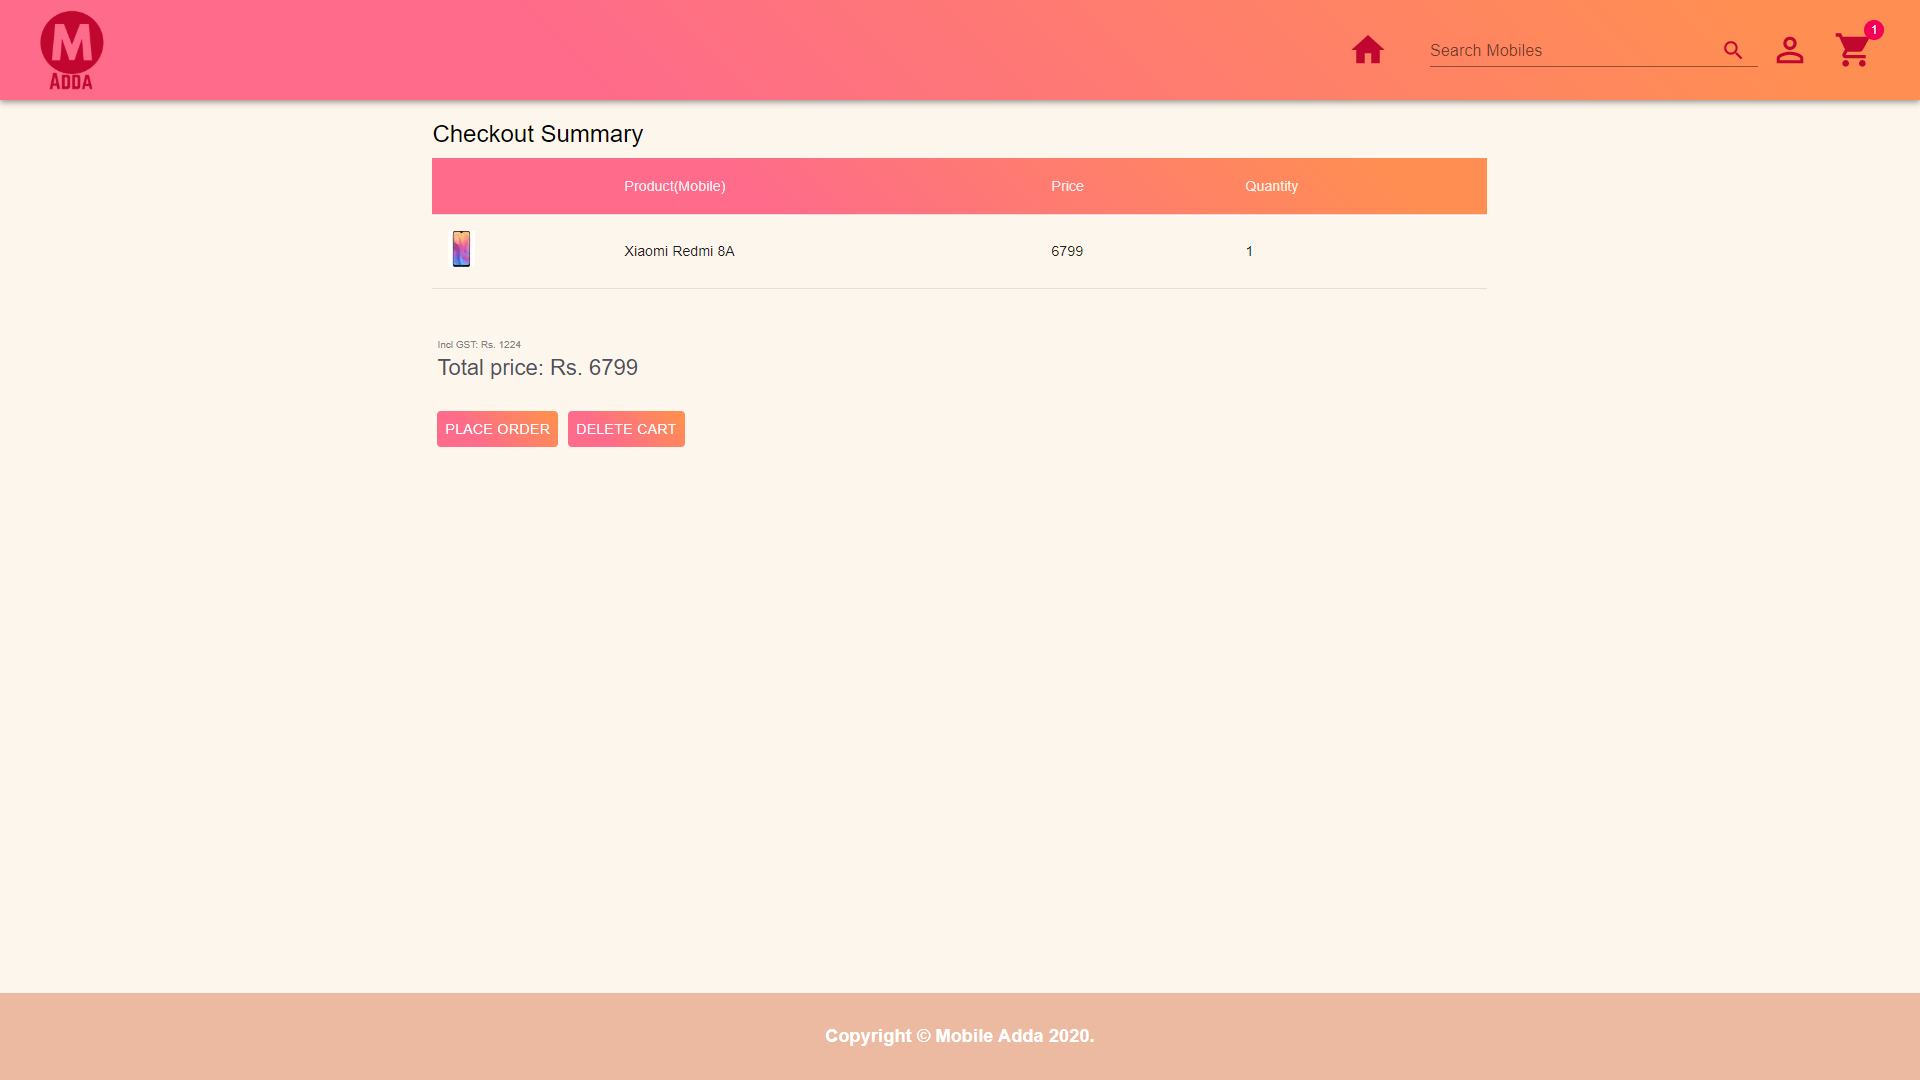 M
ADDA
Search Mobiles
1
Checkout Summary
Product(Mobile) Price Quantity
Xiaomi Redmi 8A 6799 1
Incl GST: Rs. 1224
Total price: Rs. 6799
PLACE ORDER DELETE CART
Copyright © Mobile Adda 2020.